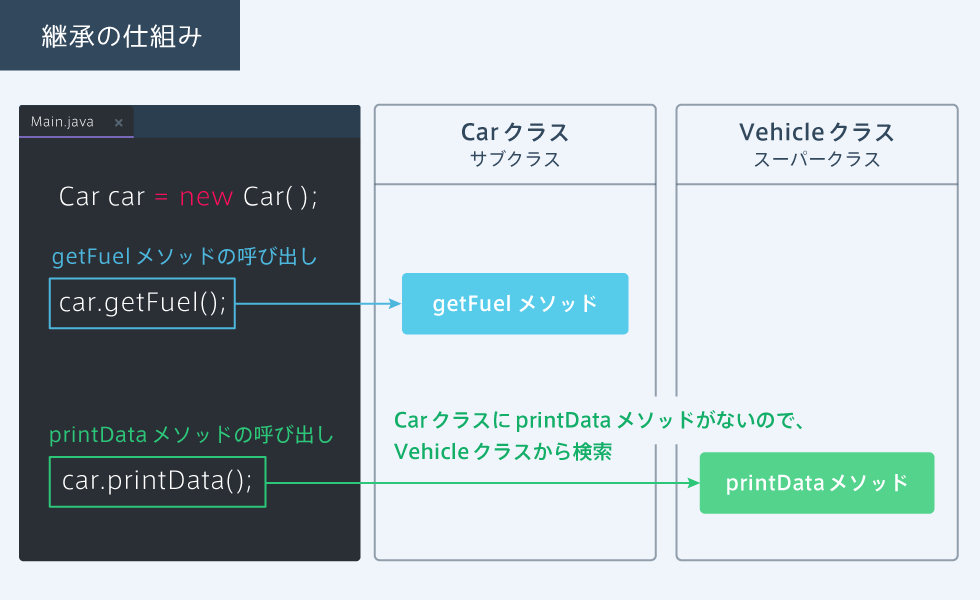 継承の仕組み
Main.java ×
Car car = new Car( );
getFuel メソッドの呼び出し
car.getFuel();
printData メソッドの呼び出し
car.printData();
Car クラス
サブクラス
getFuel メソッド
Car クラスに printData メソッドがないので、
Vehicle クラスから検索
Vehicle クラス
スーパークラス
printData メソッド